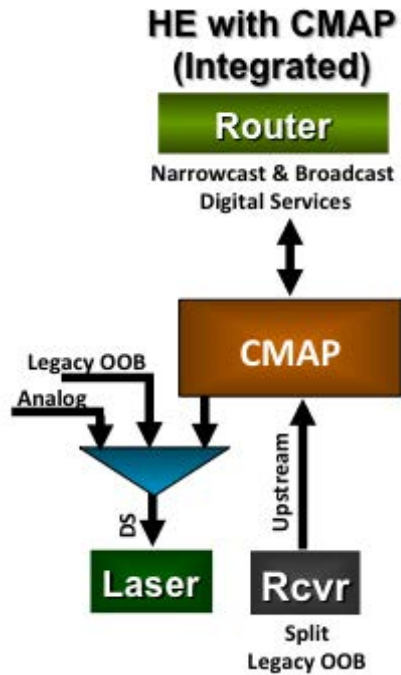 HE with CMAP
(Integrated)
Router
Narrowcast & Broadcast
Digital Services
CMAP
Legacy OOB
Analog
DS
Upstream
Laser
Rcvr
Split
Legacy OOB